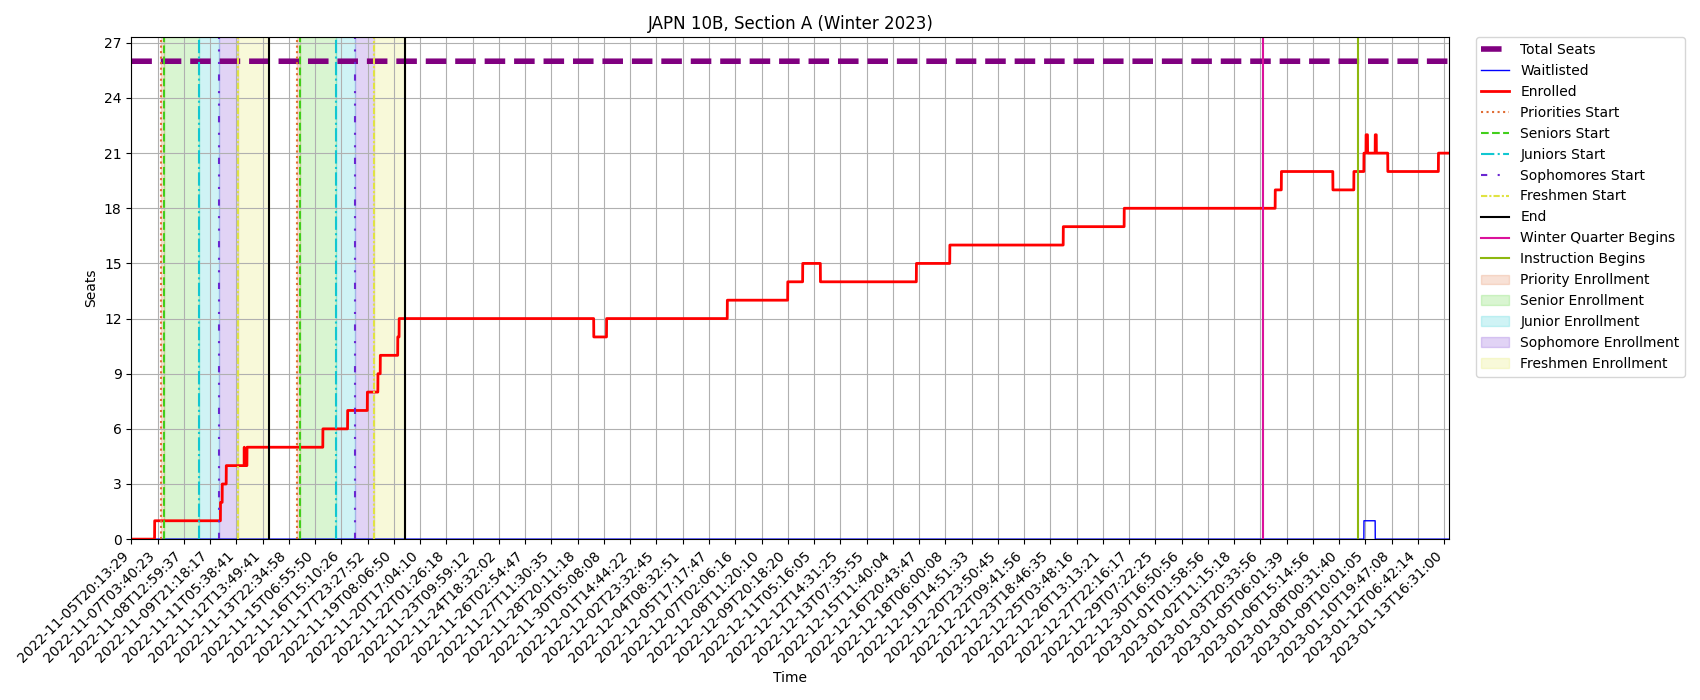 JAPN 10B, Section A (Winter 2023)
Seats
27
24
21
18
15
12
9
6
3
0
2022-11-05T20:13:29
2022-11-07T03:40:23
2022-11-08T12:59:37
2022-11-09T21:18:17
2022-11-11T05:38:41
2022-11-12T13:49:41
2022-11-13T22:34:58
2022-11-15T06:55:50
2022-11-16T15:10:26
2022-11-17T23:27:52
2022-11-19T08:06:50
2022-11-20T17:04:10
2022-11-22T01:26:18
2022-11-23T09:59:12
2022-11-24T18:32:02
2022-11-26T02:54:47
2022-11-27T11:30:35
2022-11-28T20:11:18
2022-11-30T05:08:08
2022-12-01T14:44:22
2022-12-02T23:32:45
2022-12-04T08:32:51
2022-12-05T17:17:47
2022-12-07T02:06:16
2022-12-08T11:20:10
2022-12-09T20:18:20
2022-12-11T05:16:05
2022-12-12T14:31:25
2022-12-15T07:35:55
2022-12-15T11:40:04
2022-12-16T20:43:47
2022-12-18T06:00:08
2022-12-19T14:51:33
2022-12-20T23:50:45
2022-12-22T09:41:56
2022-12-23T18:46:35
2022-12-25T03:48:16
2022-12-26T13:13:21
2022-12-27T22:16:17
2022-12-29T07:22:25
2022-12-30T16:50:56
2023-01-01T01:58:56
2023-01-02T11:15:18
2023-01-03T20:33:56
2023-01-05T06:01:39
2023-01-06T15:14:56
2023-01-08T00:31:40
2023-01-09T10:01:05
2023-01-10T19:47:08
2023-01-12T06:42:14
2023-01-13T16:31:00
Time
Total Seats
Waitlisted
Enrolled
Priorities Start
Seniors Start
Juniors Start
Sophomores Start
Freshmen Start
End
Winter Quarter Begins
Instruction Begins
Priority Enrollment
Senior Enrollment
Junior Enrollment
Sophomore Enrollment
Freshmen Enrollment